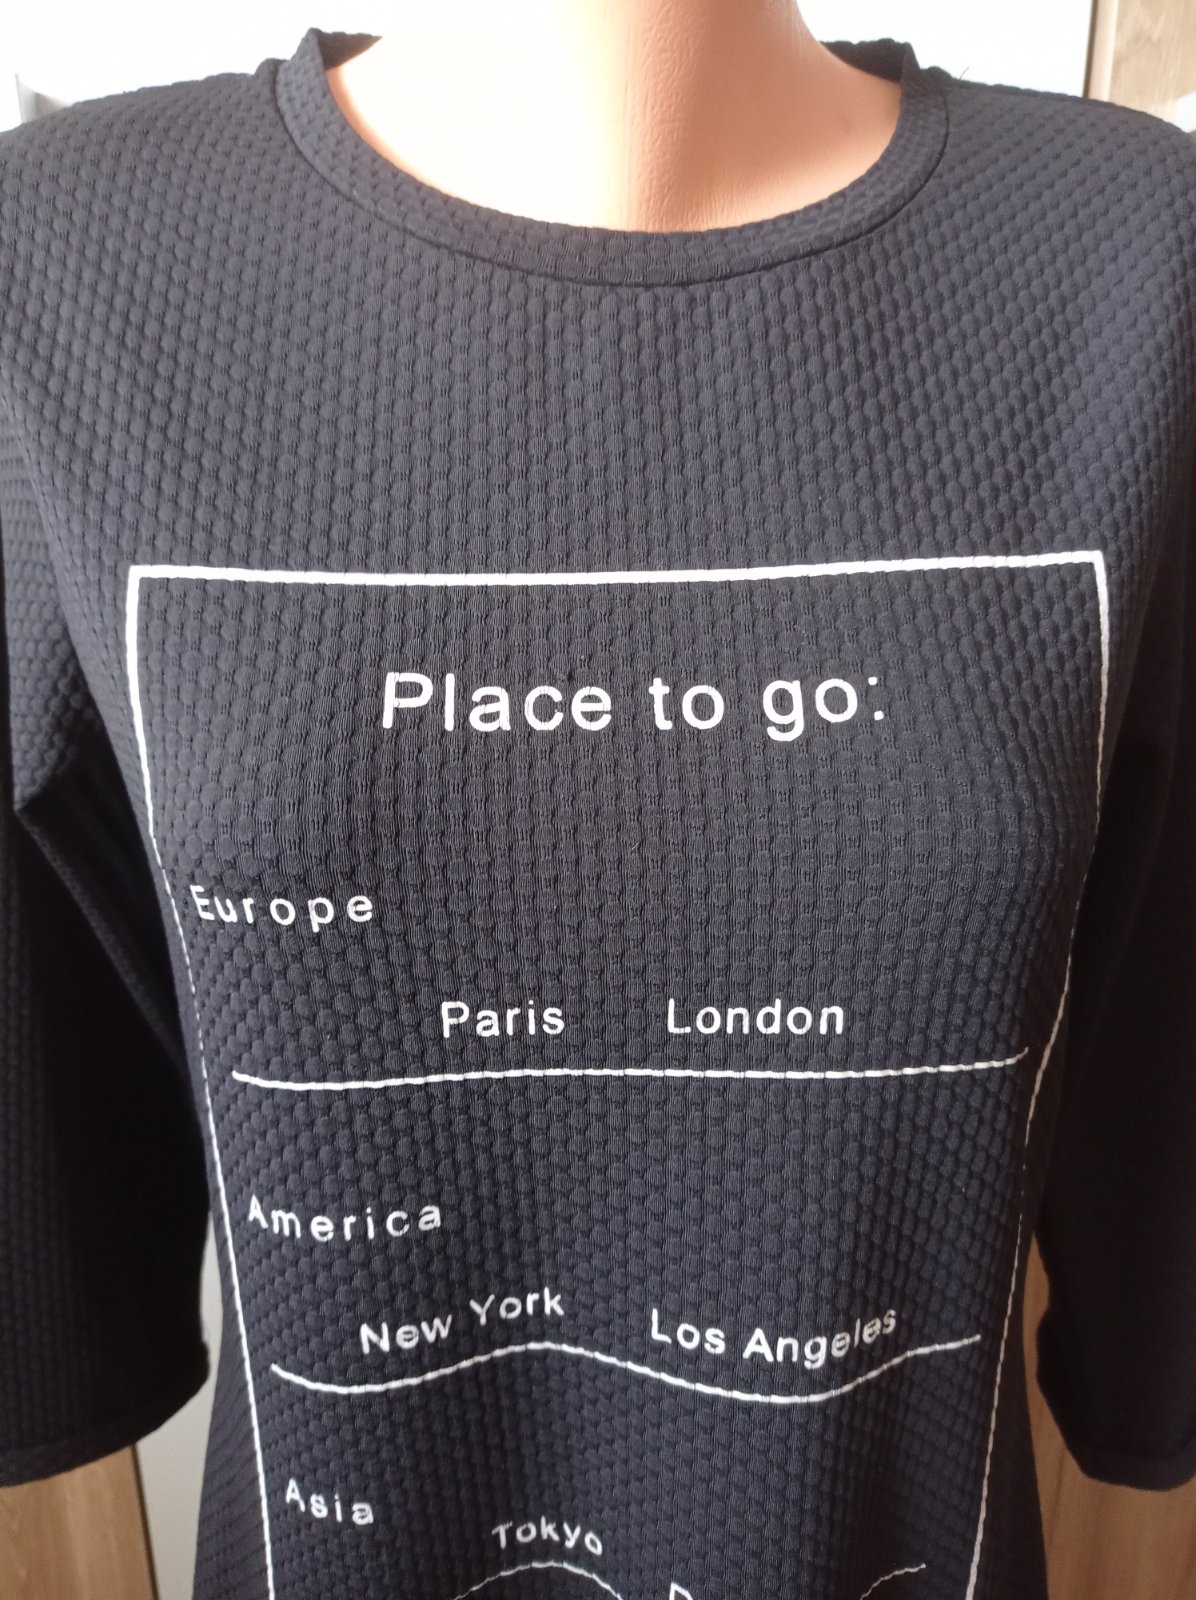 Place to go:
Europe
Paris London
America
New York Los Angeles
Asia
Tokyo